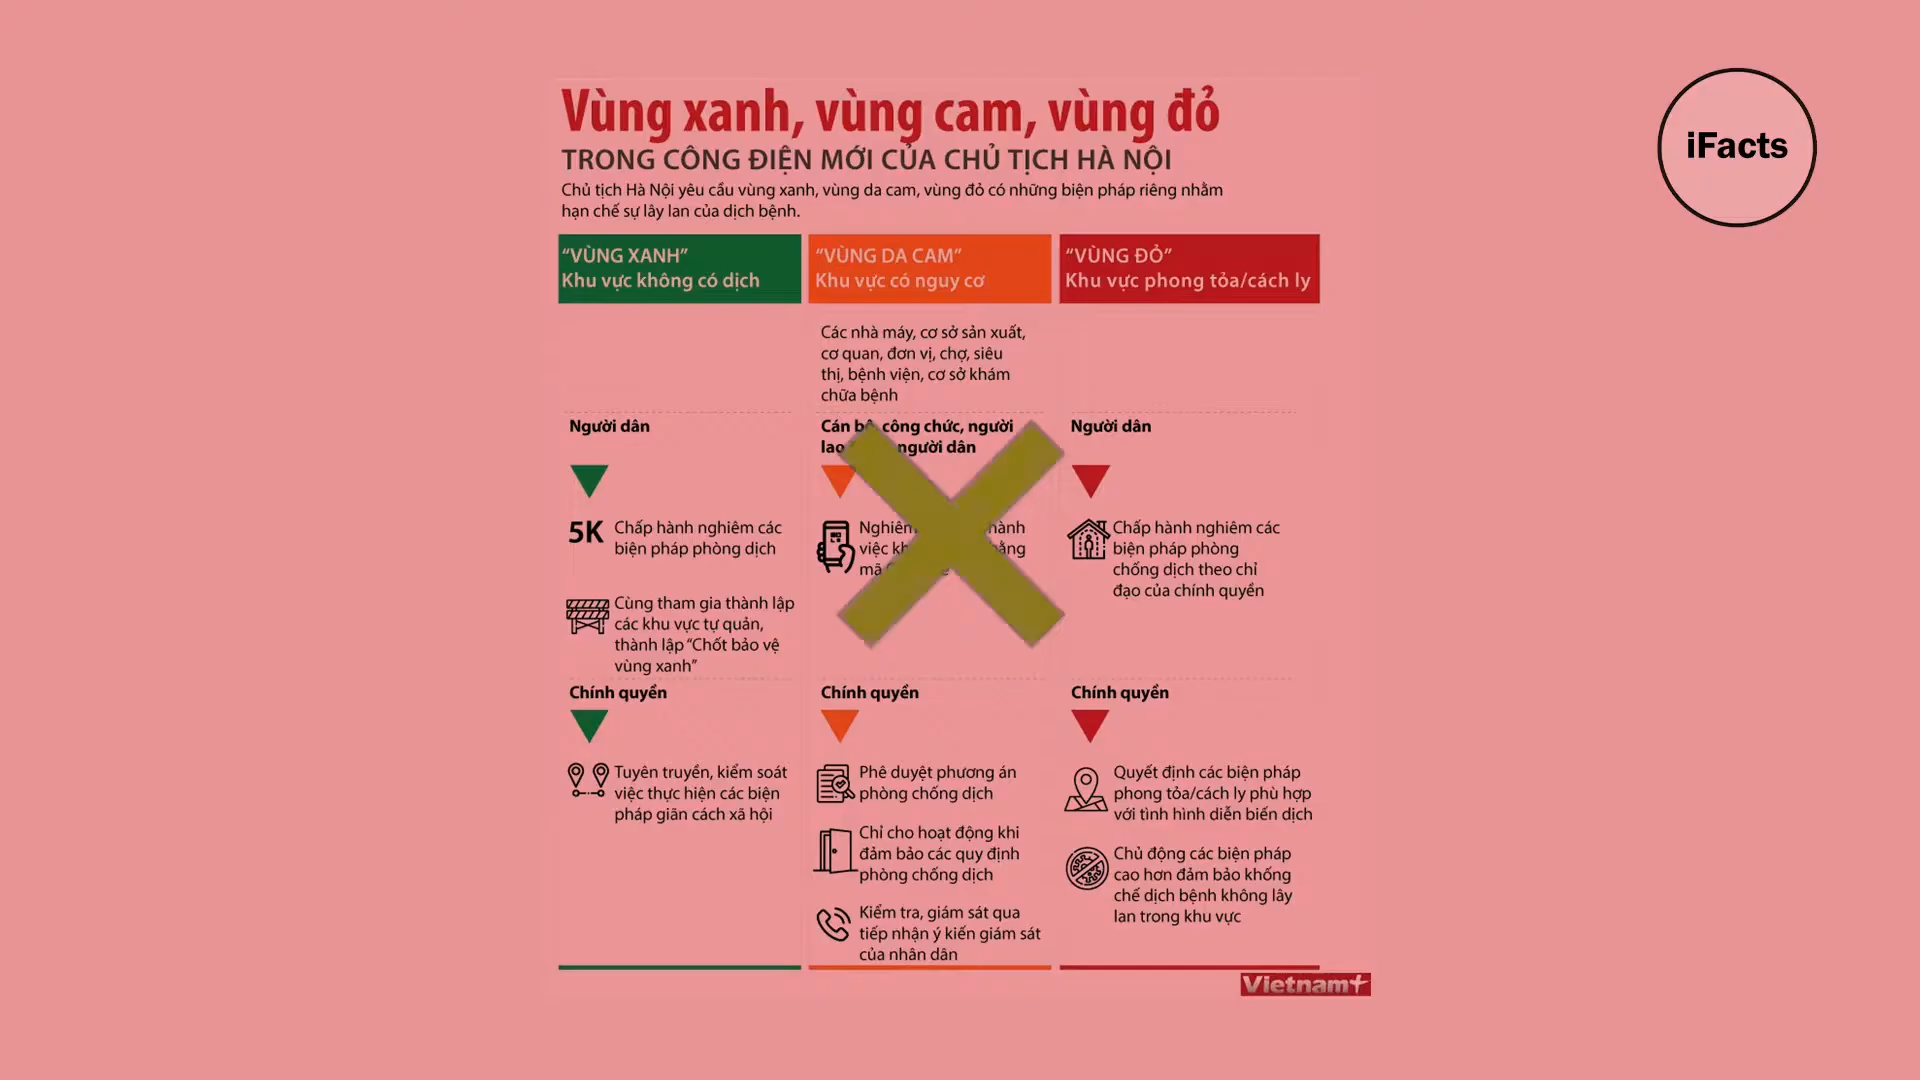 iFacts
Vùng xanh, vùng cam, vùng đỏ
TRONG CÔNG ĐIỆN MỚI CỦA CHỦ TỊCH HÀ NỘI
Chủ tịch Hà Nội yêu cầu vùng xanh, vùng da cam, vùng đỏ có những biện pháp riêng nhằm
hạn chế sự lây lan của dịch bệnh.
“VÙNG XANH”
Khu vực không có dịch
Người dân
5K
Chấp hành nghiêm các
biện pháp phòng dịch
Cùng tham gia thành lập
các khu vực tự quản,
thành lập “Chốt bảo vệ
vùng xanh”
Chính quyền
Tuyên truyền, kiểm soát
việc thực hiện các biện
pháp giãn cách xã hội
“VÙNG DA CAM”
Khu vực có nguy cơ
Các nhà máy, cơ sở sản xuất,
cơ quan, đơn vị, chợ, siêu
thị, bệnh viện, cơ sở khám
chữa bệnh
Cán bộ, công chức, người
người dân
Nghiêm hành
việc bằng
mã
Chính quyền
Phê duyệt phương án
phòng chống dịch
Chỉ cho hoạt động khi
đảm bảo các quy định
phòng chống dịch
Kiểm tra, giám sát qua
tiếp nhận ý kiến giám sát
của nhân dân
“VÙNG ĐỎ”
Khu vực phong tỏa/cách ly
Người dân
Chấp hành nghiêm các
biện pháp phòng
chống dịch theo chỉ
đạo của chính quyền
Chính quyền
Quyết định các biện pháp
phong tỏa/cách ly phù hợp
với tình hình diễn biến dịch
Chủ động các biện pháp
cao hơn đảm bảo khống
chế dịch bệnh không lây
lan trong khu vực
Vietnam+